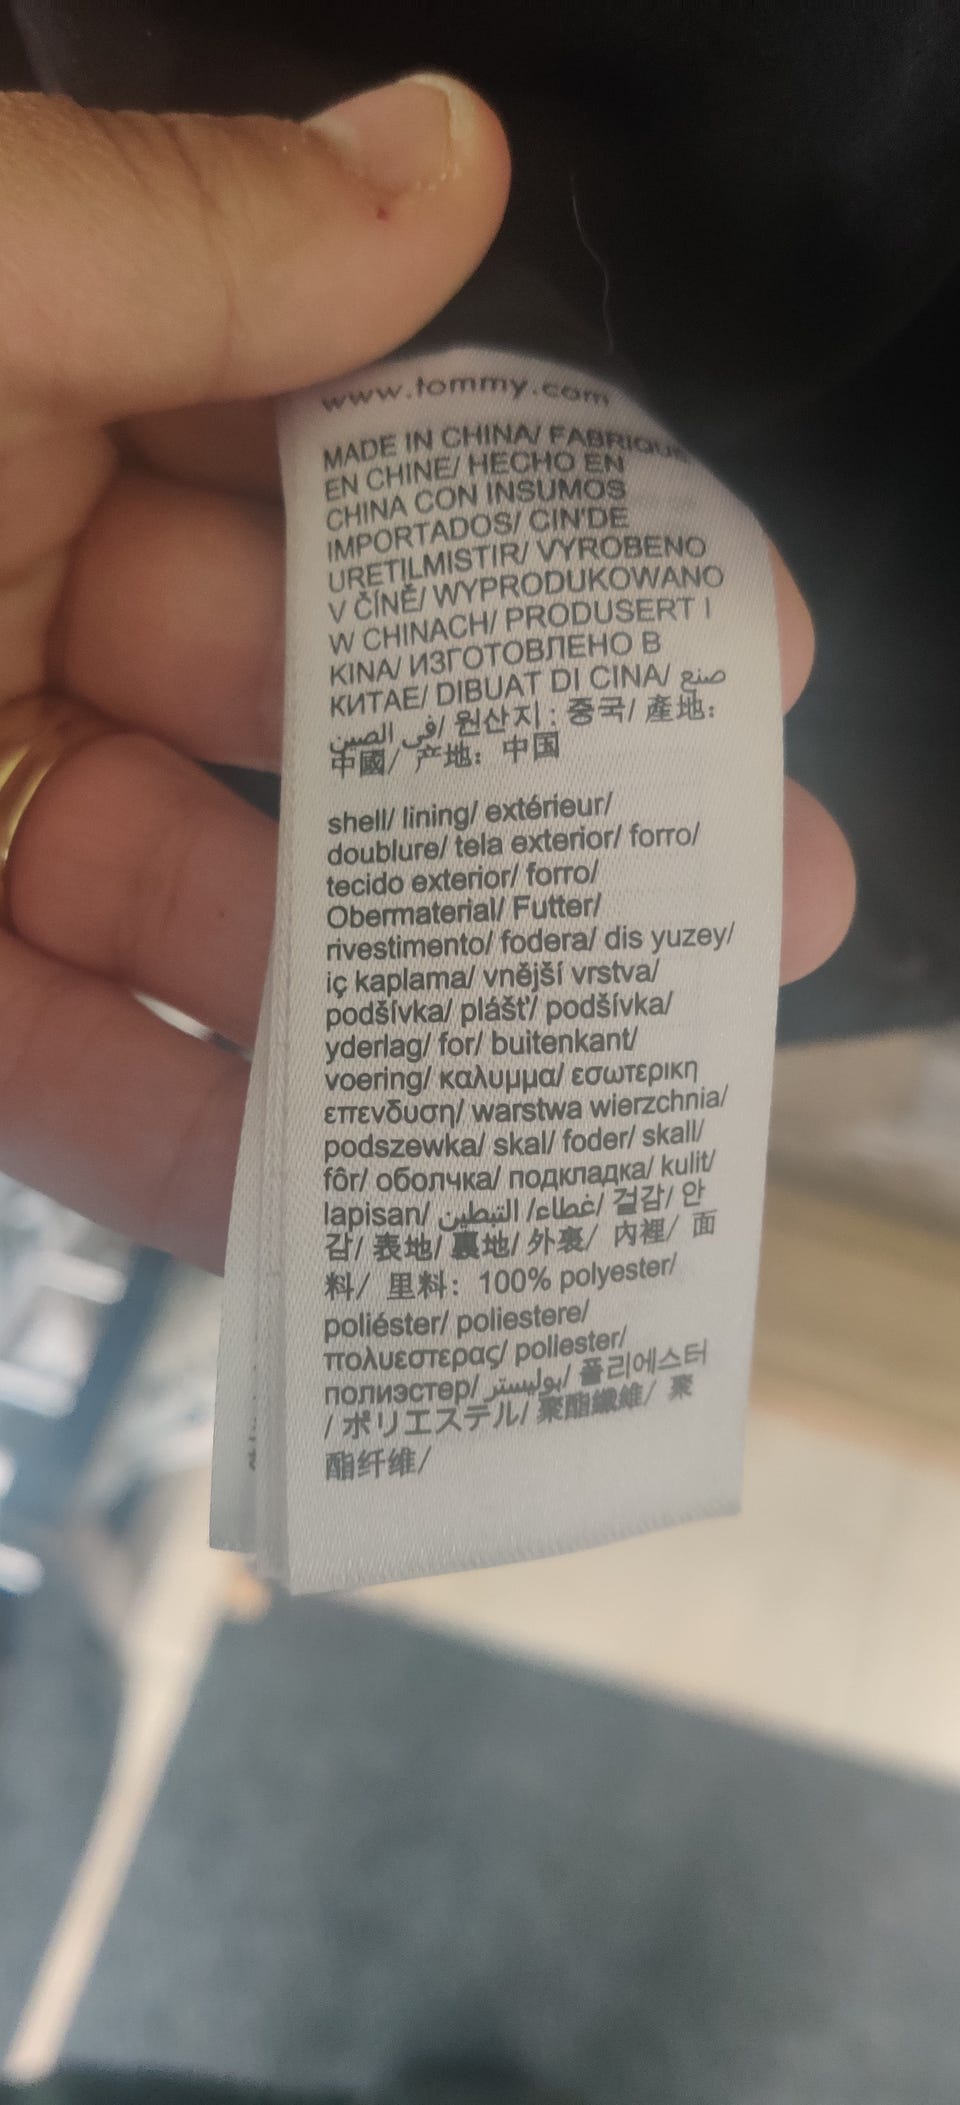 www.tommy.com
MADE IN CHINA/ FABRIQUE
EN CHINE/ HECHO EN
CHINA CON INSUMOS
IMPORTADOS/ CIN'DE
URETILMISTIR/ VYROBENO
V ČÍNĚ/ WYPRODUKOWANO
W CHINACH/ PRODUSERT I
KINA/ ИЗГОТОВЛЕНО В
КИТАЕ/ DIBUAT DI CINA/ صنع
في الصين/ 원산지 : 중국/ 產地:
中國/ 产地: 中国
shell/ lining/ extérieur/
doublure/ tela exterior/ forro/
tecido exterior/ forro/
Obermaterial/ Futter/
rivestimento/ fodera/ dis yuzey/
iç kaplama/ vnější vrstva/
podšívka/ plášť/ podšívka/
yderlag/ for/ buitenkant/
voering/ καλυμμα/ εσωτερικη
επενδυση/ warstwa wierzchnia/
podszewka/ skal/ foder/ skall/
fôr/ оболчка/ подкладка/ kulit/
lapisan/ غطاء/ التبطين/ 겉감/ 안
감/ 表地/ 裏地/ 外裏/ 內裡/ 面
料/ 里料: 100% polyester/
poliéster/ poliestere/
πολυεστερας/ poliester/
полиэстер/ بوليستر/ 폴리에스터
/ ポリエステル/ 聚酯纖維/ 聚
酯纤维/